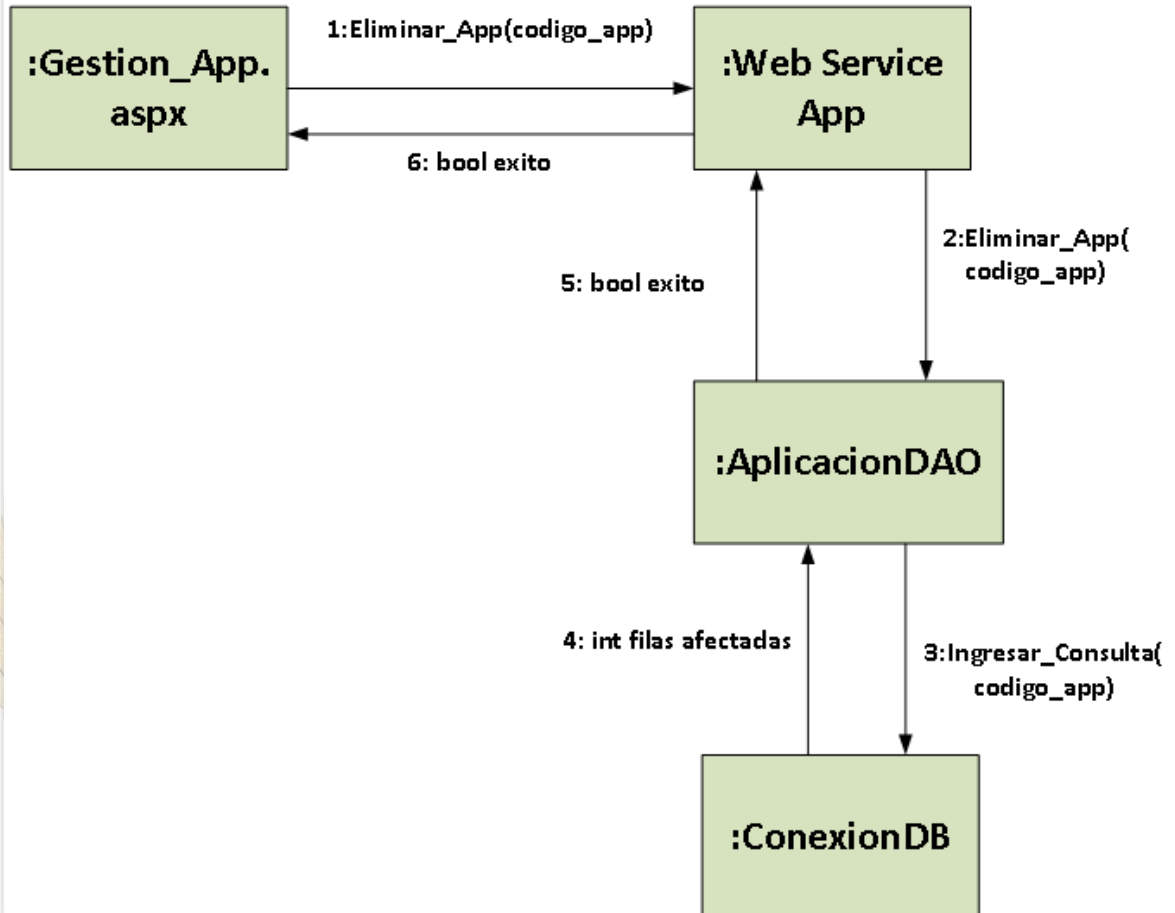 1:Eliminar_App(codigo_app)
:Gestion_App.
aspx
:Web Service
App
6: bool exito
2:Eliminar_App(
codigo_app)
5: bool exito
:AplicacionDAO
4: int filas afectadas
3:Ingresar_Consulta(
codigo_app)
:ConexionDB